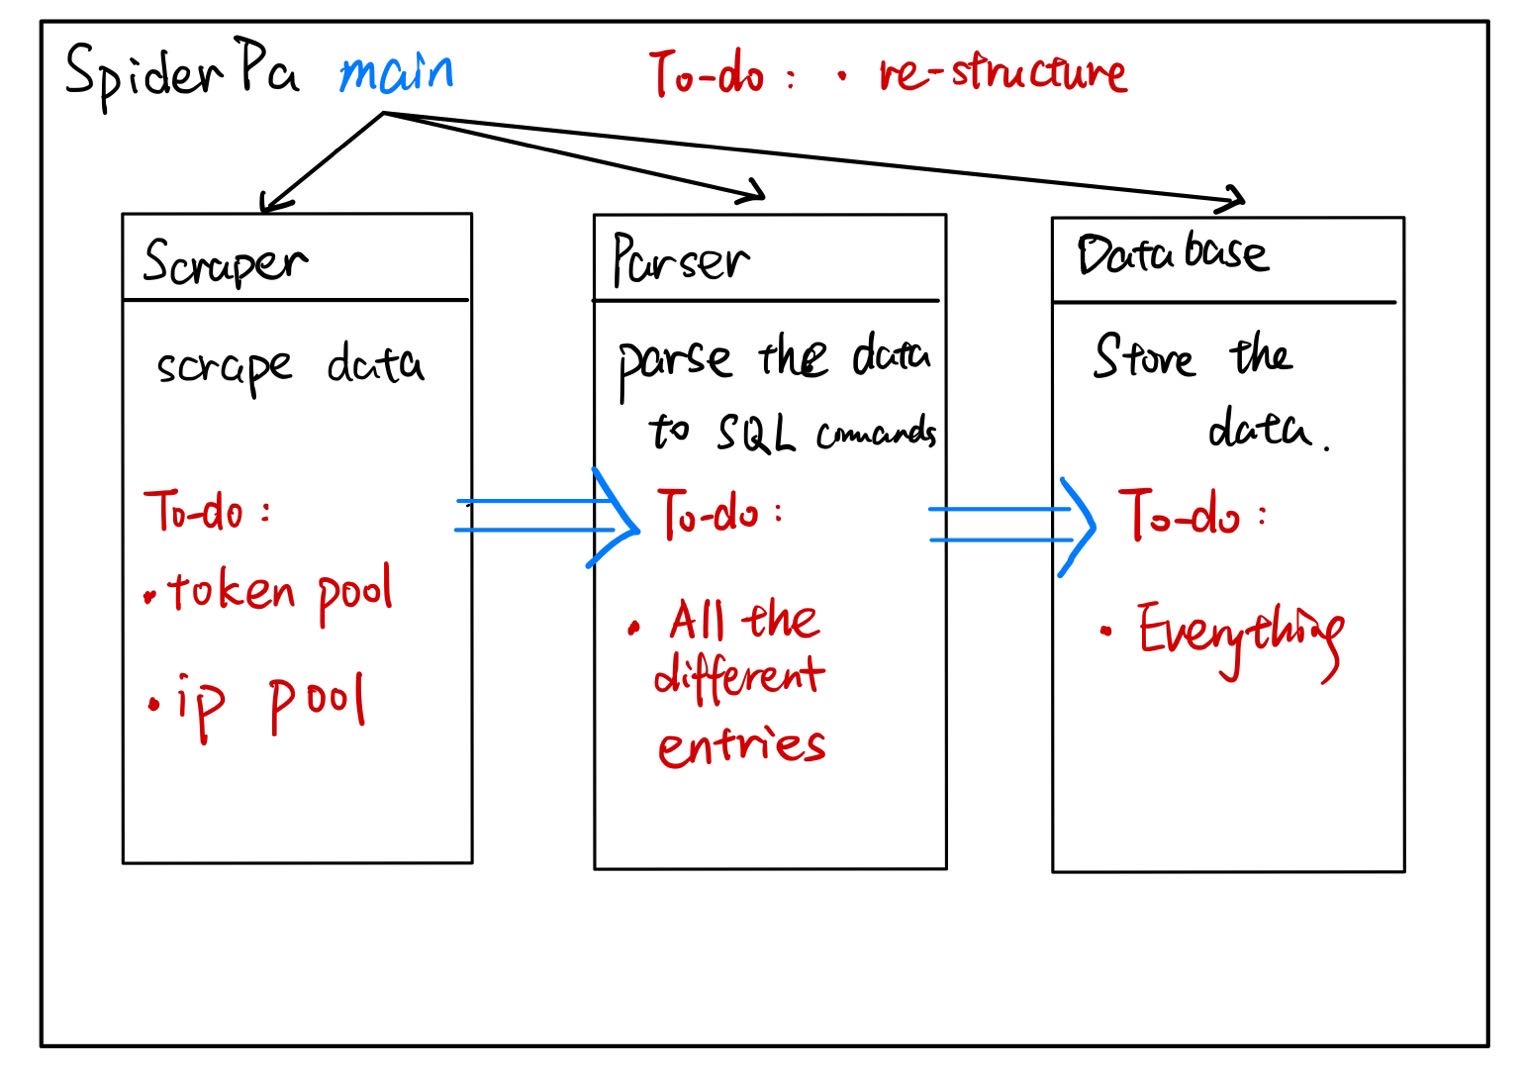 SpiderPa main To-do : · re-structure
Scraper
scrape data
To-do :
· token pool
· ip pool
Parser
parse the data
to SQL comands
To-do :
· All the
different
entries
Database
Store the
data.
To-do :
· Everything